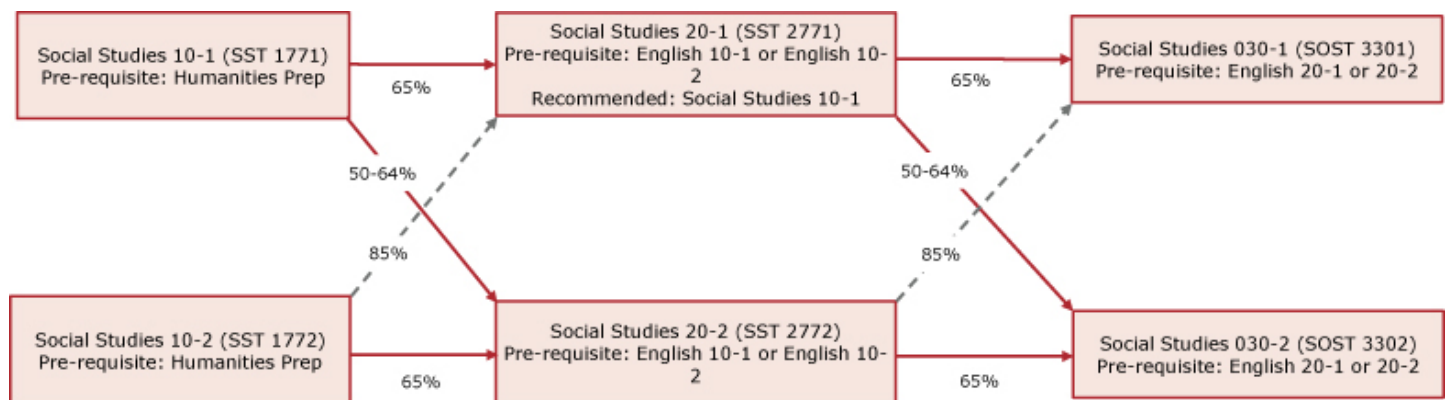 Social Studies 10-1 (SST 1771)
Pre-requisite: Humanities Prep
65%
Social Studies 20-1 (SST 2771)
Pre-requisite: English 10-1 or English 10-
2
Recommended: Social Studies 10-1
65%
Social Studies 030-1 (SOST 3301)
Pre-requisite: English 20-1 or 20-2
50-64%
85%
50-64%
85%
Social Studies 10-2 (SST 1772)
Pre-requisite: Humanities Prep
65%
Social Studies 20-2 (SST 2772)
Pre-requisite: English 10-1 or English 10-
2
65%
Social Studies 030-2 (SOST 3302)
Pre-requisite: English 20-1 or 20-2